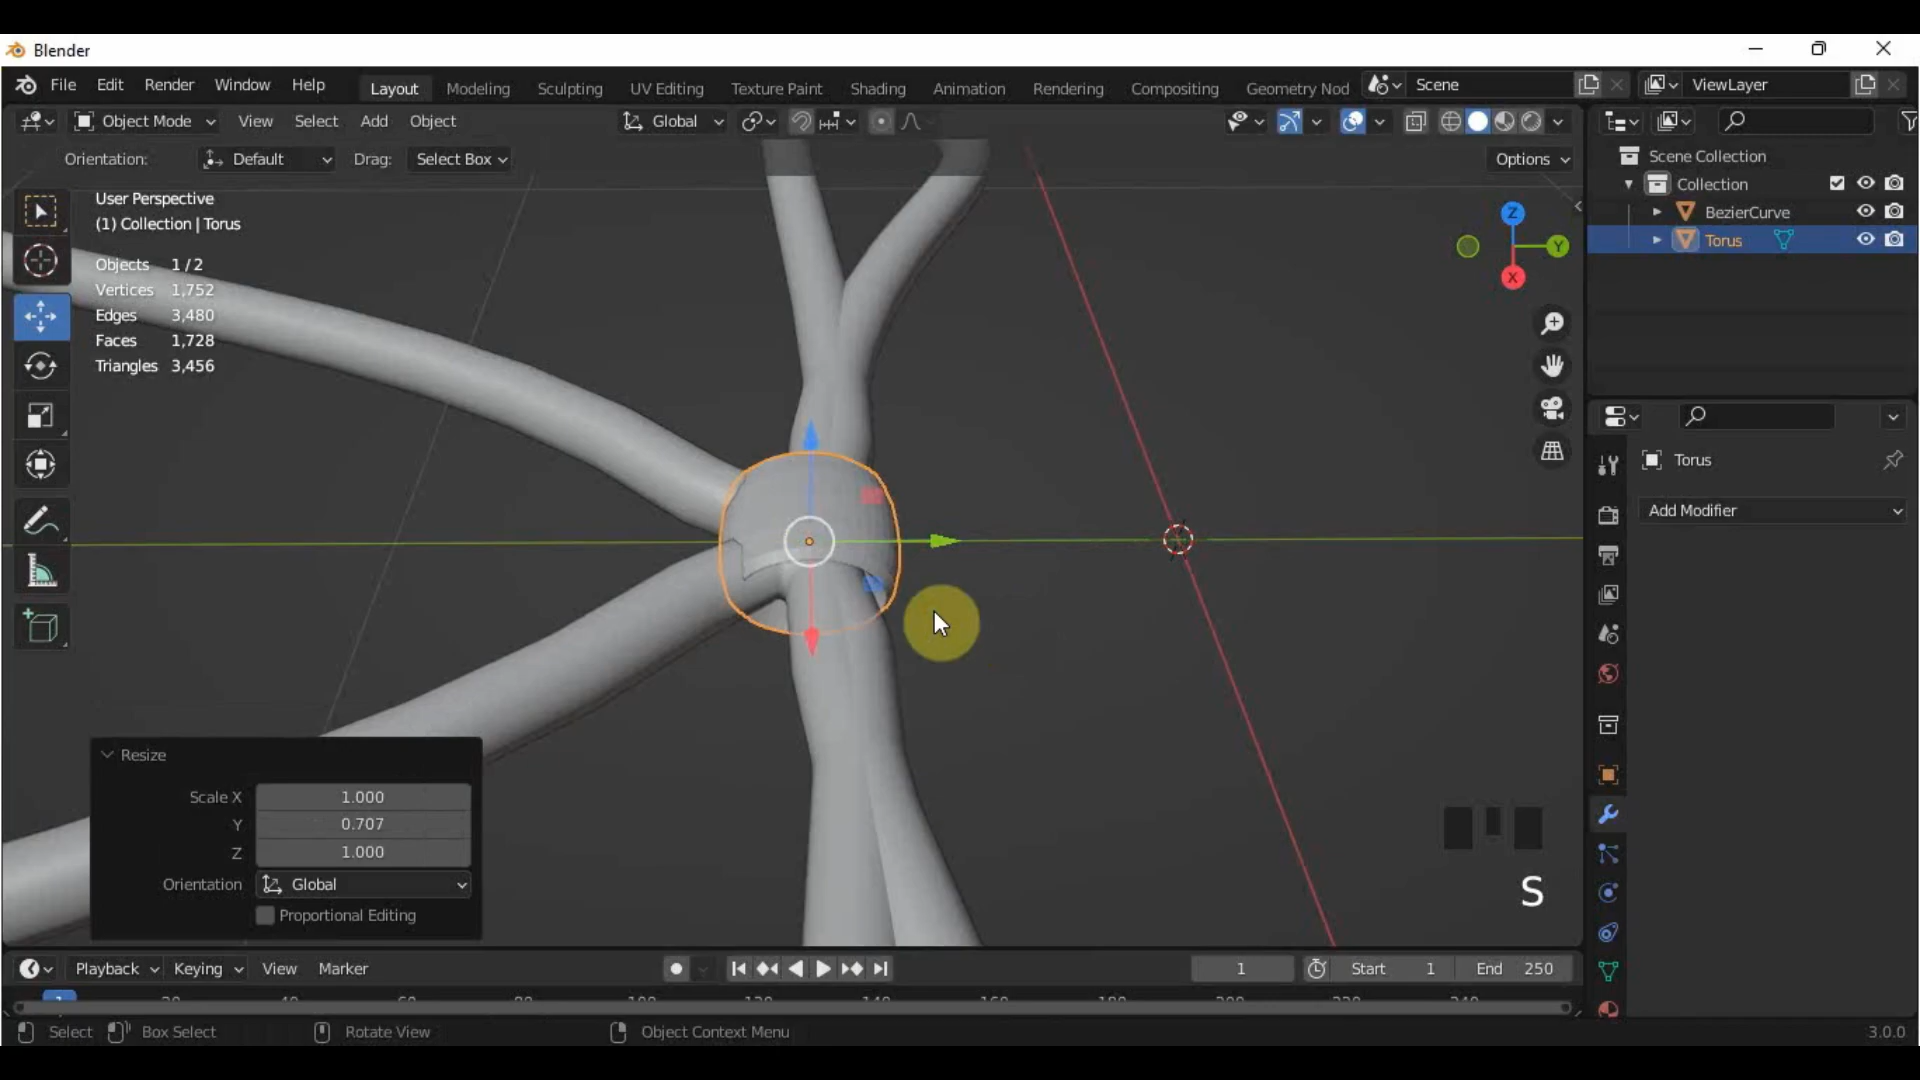 Blender
File Edit Render Window Help Layout Modeling Sculpting UV Editing Texture Paint Shading Animation Rendering Compositing Geometry Nod Scene ViewLayer
Object Mode View Select Add Object Global
Orientation: Default Drag: Select Box Options
Scene Collection
Collection
BezierCurve
Torus
User Perspective
(1) Collection | Torus
Objects 1/2
Vertices 1,752
Edges 3,480
Faces 1,728
Triangles 3,456
Z
Y
X
Torus
Add Modifier
Resize
Scale X 1.000
Y 0.707
Z 1.000
Orientation Global
Proportional Editing
S
Playback Keying View Marker 1 Start 1 End 250
Select Box Select Rotate View Object Context Menu 3.0.0